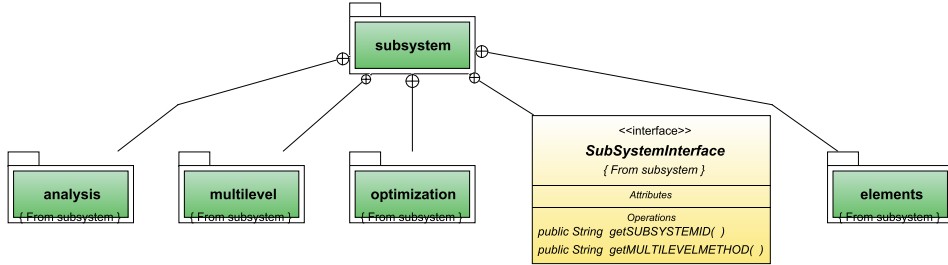 subsystem
<<interface>>
SubSystemInterface
{ From subsystem }
Attributes
Operations
public String getSUBSYSTEMID( )
public String getMULTILEVELMETHOD( )
analysis
{ From subsystem }
multilevel
{ From subsystem }
optimization
{ From subsystem }
elements
{ From subsystem }